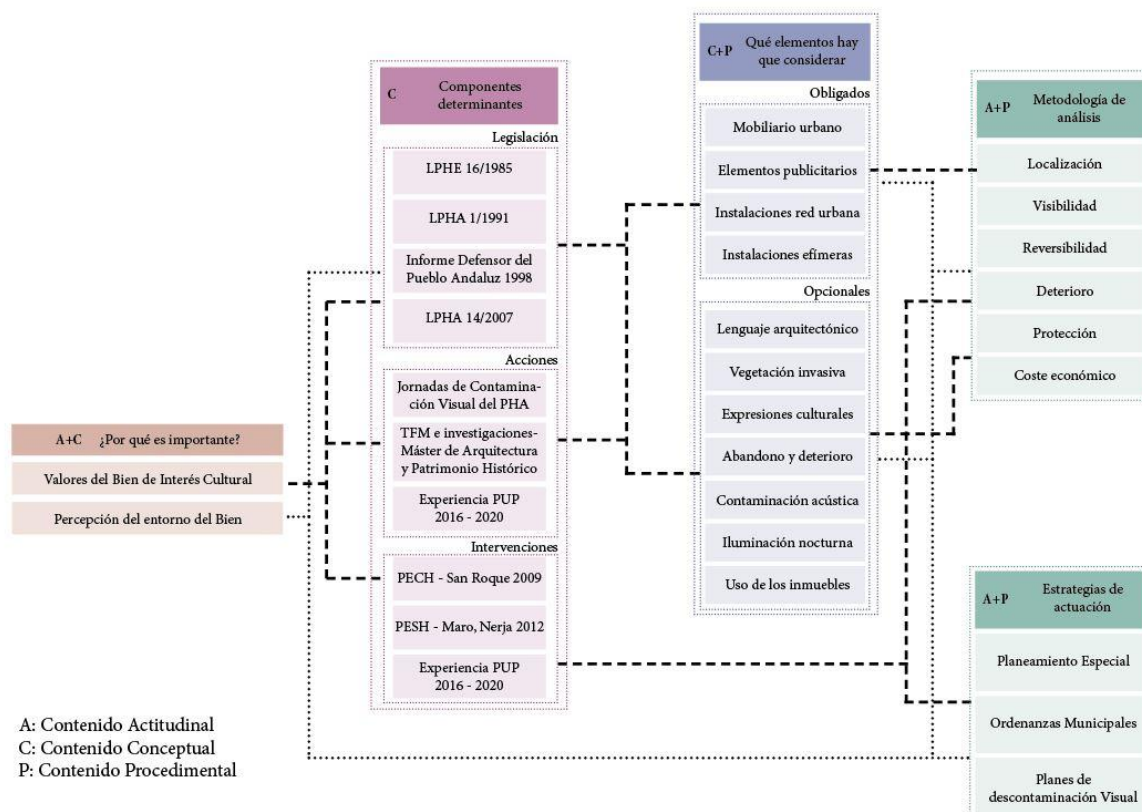 A+C ¿Por qué es importante?
Valores del Bien de Interés Cultural
Percepción del entorno del Bien
C Componentes
determinantes
Legislación
LPHE 16/1985
LPHA 1/1991
Informe Defensor del
Pueblo Andaluz 1998
LPHA 14/2007
Acciones
Jornadas de Contamina-
ción Visual del PHA
TFM e investigaciones-
Máster de Arquitectura
y Patrimonio Histórico
Experiencia PUP
2016 - 2020
Intervenciones
PECH - San Roque 2009
PESH - Maro, Nerja 2012
Experiencia PUP
2016 - 2020
C+P Qué elementos hay
que considerar
Obligados
Mobiliario urbano
Elementos publicitarios
Instalaciones red urbana
Instalaciones efímeras
Opcionales
Lenguaje arquitectónico
Vegetación invasiva
Expresiones culturales
Abandono y deterioro
Contaminación acústica
Iluminación nocturna
Uso de los inmuebles
A+P Metodología de
análisis
Localización
Visibilidad
Reversibilidad
Deterioro
Protección
Coste económico
A+P Estrategias de
actuación
Planeamiento Especial
Ordenanzas Municipales
Planes de
descontaminación Visual
A: Contenido Actitudinal
C: Contenido Conceptual
P: Contenido Procedimental